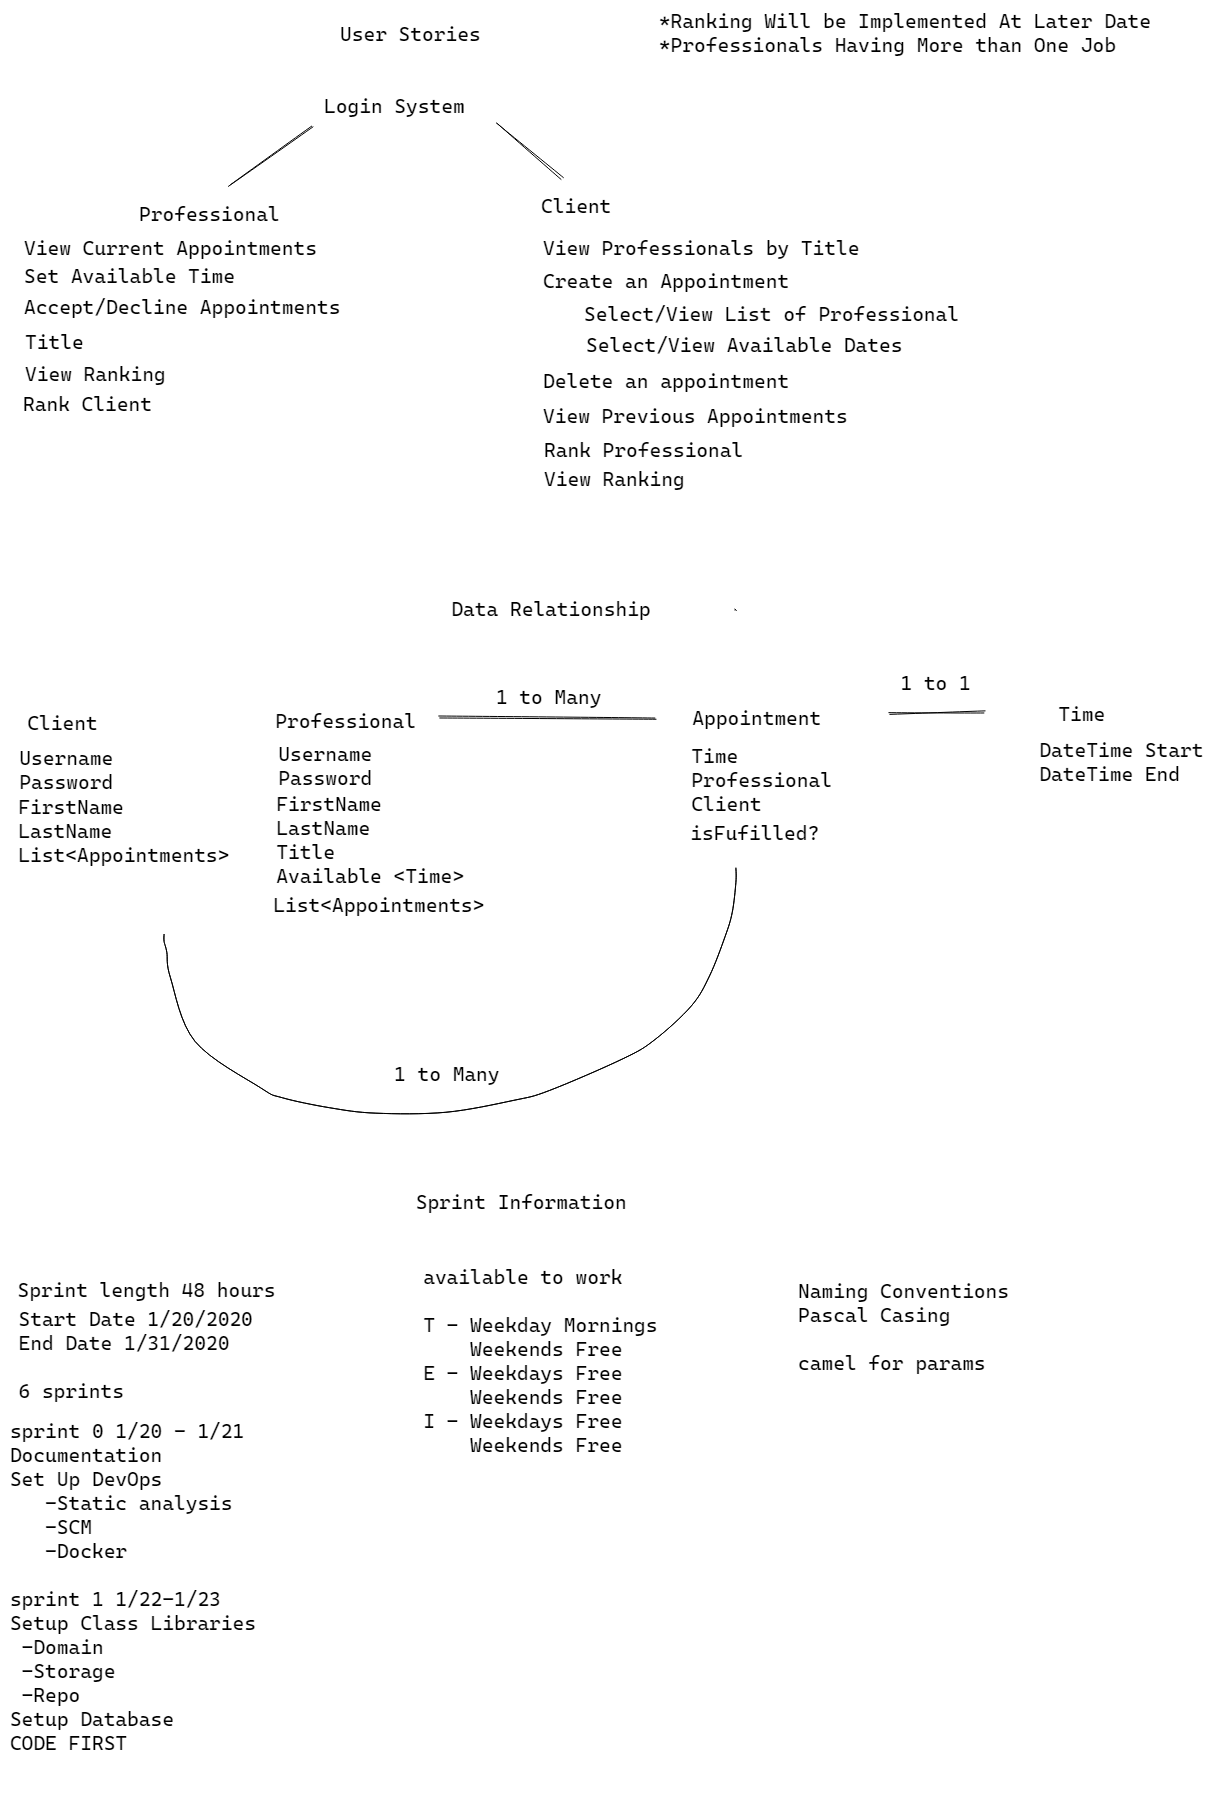 User Stories
*Ranking Will be Implemented At Later Date
*Professionals Having More than One Job
Login System
Professional
View Current Appointments
Set Available Time
Accept/Decline Appointments
Title
View Ranking
Rank Client
Client
View Professionals by Title
Create an Appointment
Select/View List of Professional
Select/View Available Dates
Delete an appointment
View Previous Appointments
Rank Professional
View Ranking
Data Relationship
Client
Username
Password
FirstName
LastName
List<Appointments>
Professional
Username
Password
FirstName
LastName
Title
Available <Time>
List<Appointments>
1 to Many
Appointment
Time
Professional
Client
isFufilled?
1 to 1
Time
DateTime Start
DateTime End
1 to Many
Sprint Information
Sprint length 48 hours
Start Date 1/20/2020
End Date 1/31/2020
6 sprints
sprint 0 1/20 - 1/21
Documentation
Set Up DevOps
-Static analysis
-SCM
-Docker
sprint 1 1/22-1/23
Setup Class Libraries
-Domain
-Storage
-Repo
Setup Database
CODE FIRST
available to work
T - Weekday Mornings
Weekends Free
E - Weekdays Free
Weekends Free
I - Weekdays Free
Weekends Free
Naming Conventions
Pascal Casing
camel for params